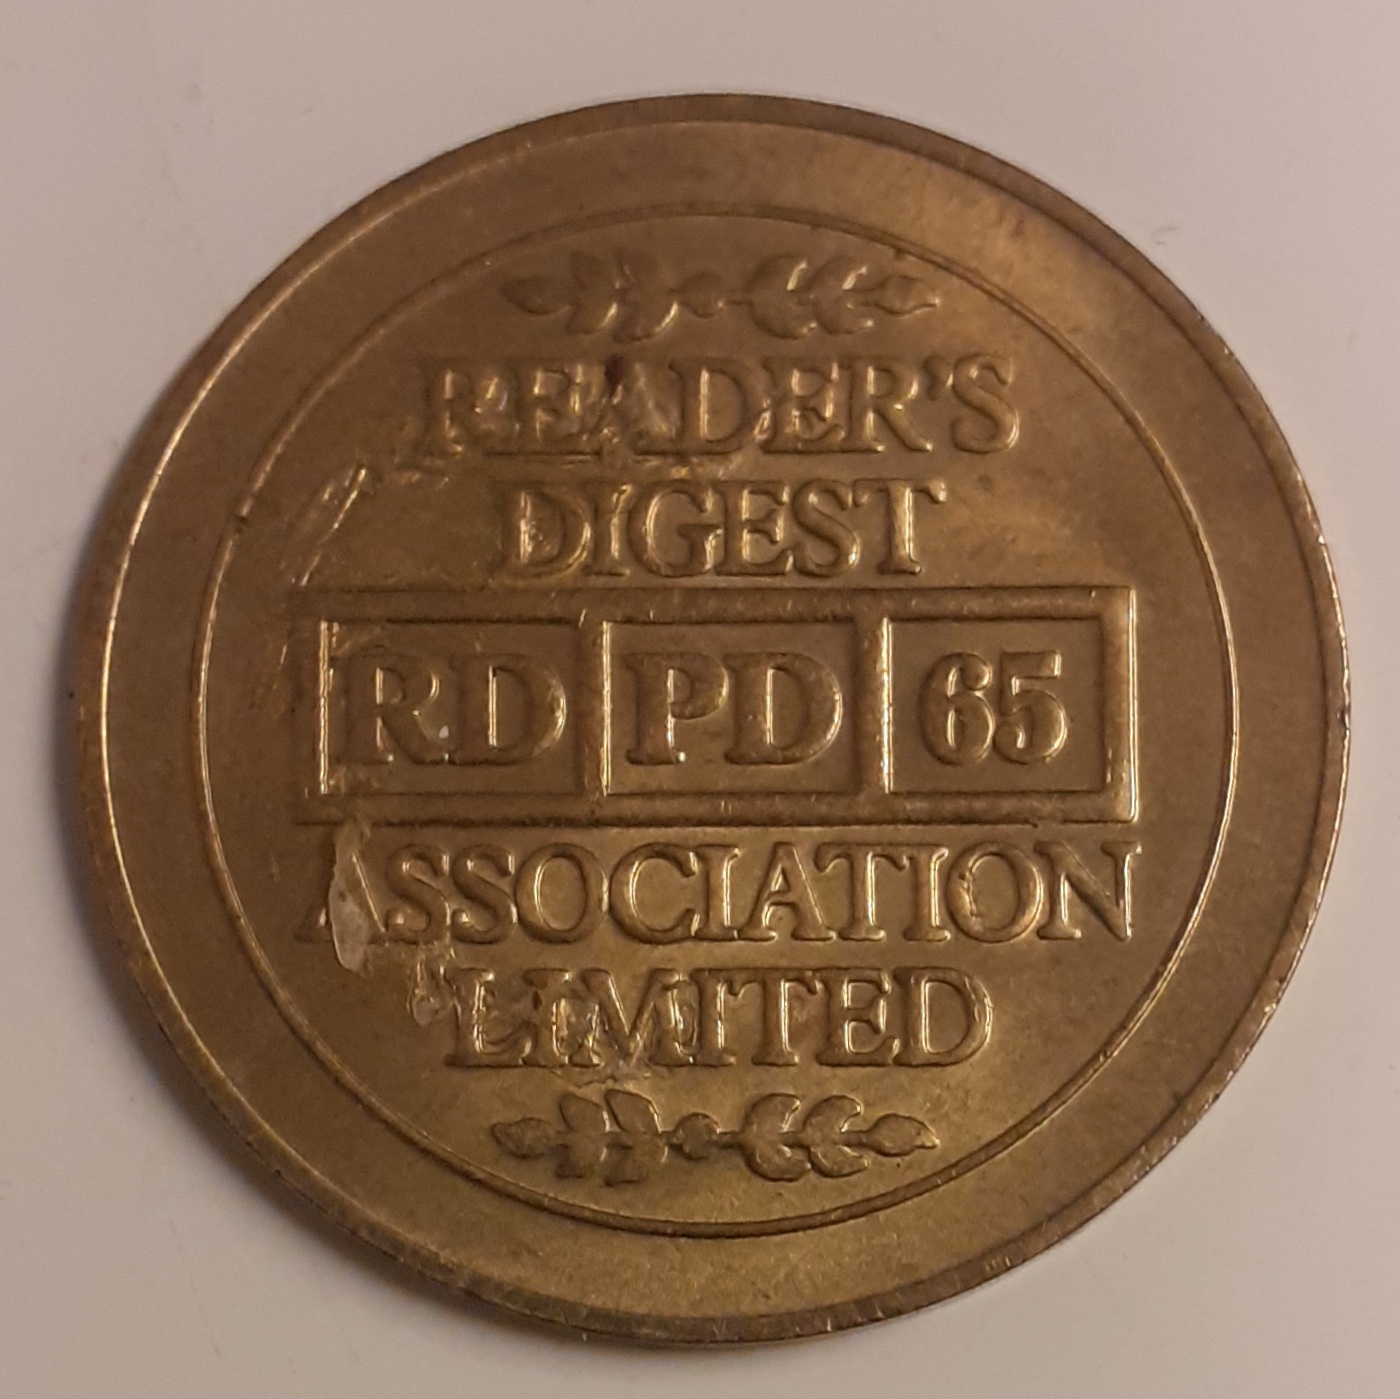 READER'S
DIGEST
RD PD 65
ASSOCIATION
LIMITED